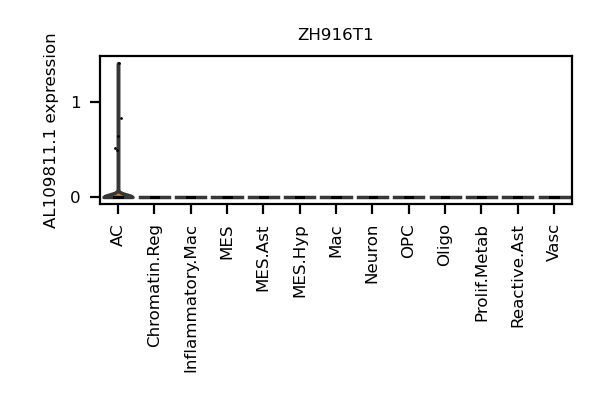 ZH916T1
AL109811.1 expression
1
0
AC
Chromatin.Reg
Inflammatory.Mac
MES
MES.Ast
MES.Hyp
Mac
Neuron
OPC
Oligo
Prolif.Metab
Reactive.Ast
Vasc